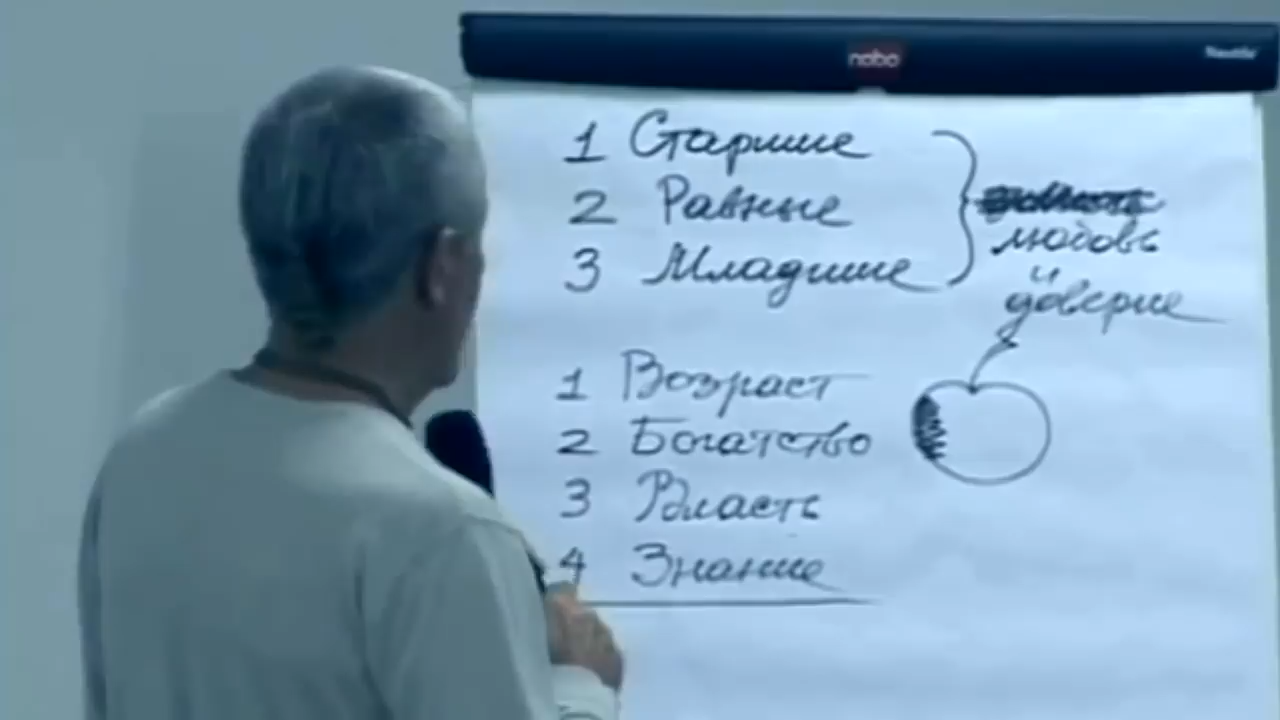 nobo
1 Старшие
2 Равные
3 Младшие
любовь
и
доверие
1 Возраст
2 Богатство
3 Власть
4 Знание